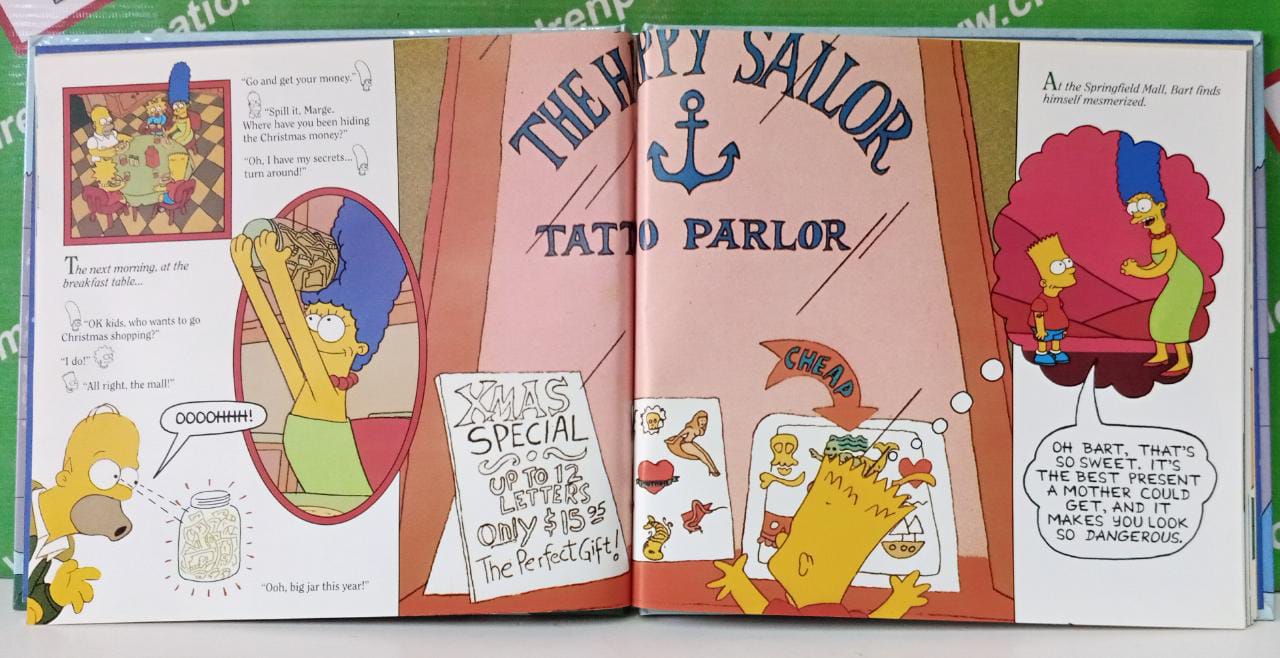 "Go and get your money."
"Spill it, Marge.
Where have you been hiding
the Christmas money?"
"Oh, I have my secrets...
turn around!"
The next morning, at the
breakfast table...
"OK kids, who wants to go
Christmas shopping?"
"I do!"
"All right, the mall!"
OOOOHHH!
"Ooh, big jar this year!"
THE HAPPY SAILOR
TATTO PARLOR
XMAS
SPECIAL
UP TO 12
LETTERS
ONLY $15.95
The Perfect Gift!
CHEAP
At the Springfield Mall, Bart finds
himself mesmerized.
OH BART, THAT'S
SO SWEET. IT'S
THE BEST PRESENT
A MOTHER COULD
GET, AND IT
MAKES YOU LOOK
SO DANGEROUS.